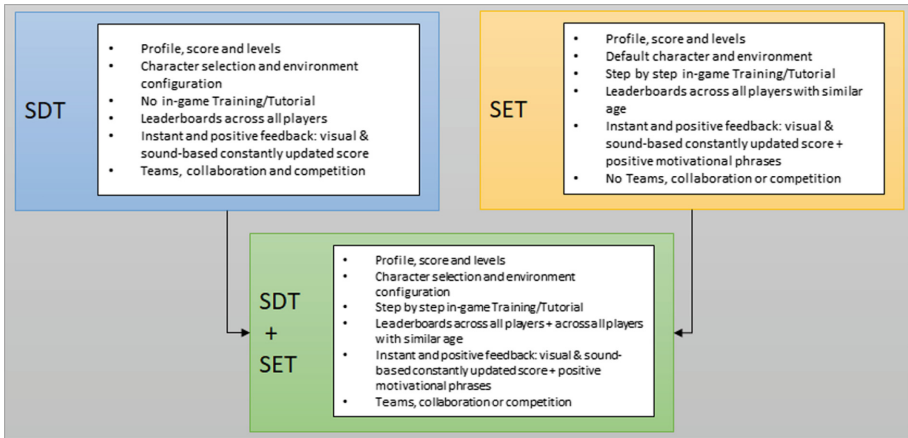 SDT
• Profile, score and levels
• Character selection and environment
configuration
• No in-game Training/Tutorial
• Leaderboards across all players
• Instant and positive feedback: visual &
sound-based constantly updated score
• Teams, collaboration and competition
SET
• Profile, score and levels
• Default character and environment
• Step by step in-game Training/Tutorial
• Leaderboards across all players with similar
age
• Instant and positive feedback: visual &
sound-based constantly updated score +
positive motivational phrases
• No Teams, collaboration or competition
SDT
+
SET
• Profile, score and levels
• Character selection and environment
configuration
• Step by step in-game Training/Tutorial
• Leaderboards across all players + across all players
with similar age
• Instant and positive feedback: visual & sound-
based constantly updated score + positive
motivational phrases
• Teams, collaboration or competition